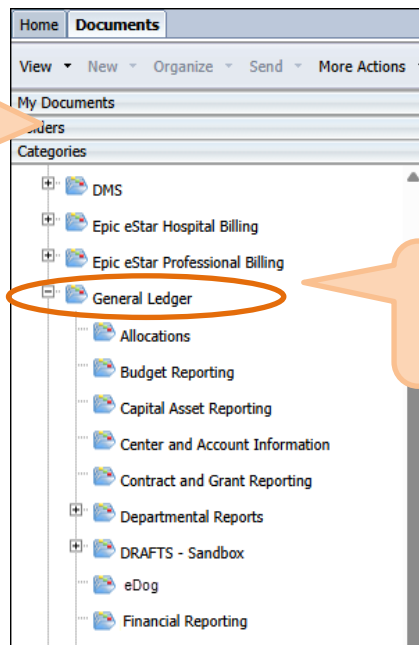 Home Documents
View New Organize Send More Actions
My Documents
Categories
DMS
Epic eStar Hospital Billing
Epic eStar Professional Billing
General Ledger
Allocations
Budget Reporting
Capital Asset Reporting
Center and Account Information
Contract and Grant Reporting
Departmental Reports
DRAFTS - Sandbox
eDog
Financial Reporting